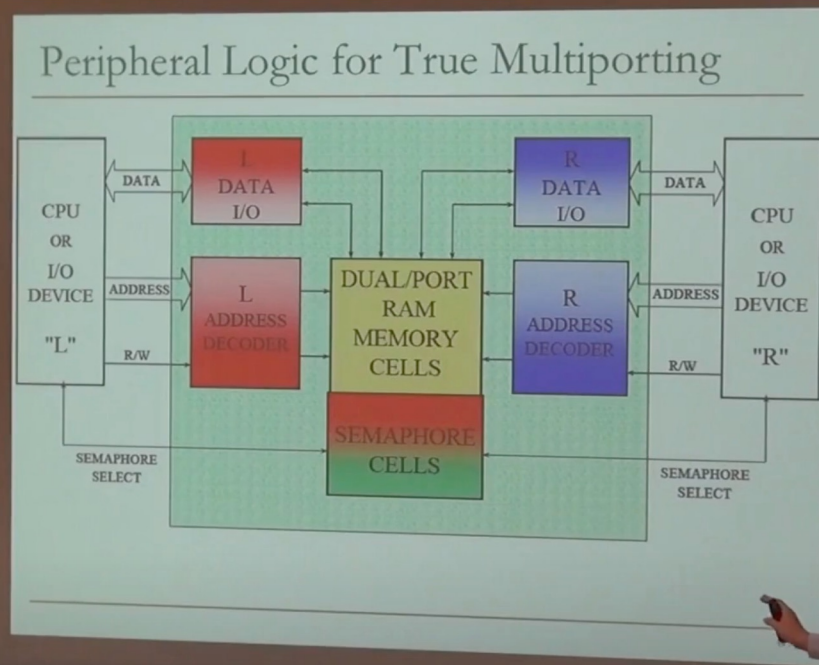 Peripheral Logic for True Multiporting
CPU
OR
I/O
DEVICE
"L"
DATA
ADDRESS
R/W
SEMAPHORE
SELECT
L
DATA
I/O
L
ADDRESS
DECODER
DUAL/PORT
RAM
MEMORY
CELLS
SEMAPHORE
CELLS
R
DATA
I/O
R
ADDRESS
DECODER
DATA
ADDRESS
R/W
SEMAPHORE
SELECT
CPU
OR
I/O
DEVICE
"R"